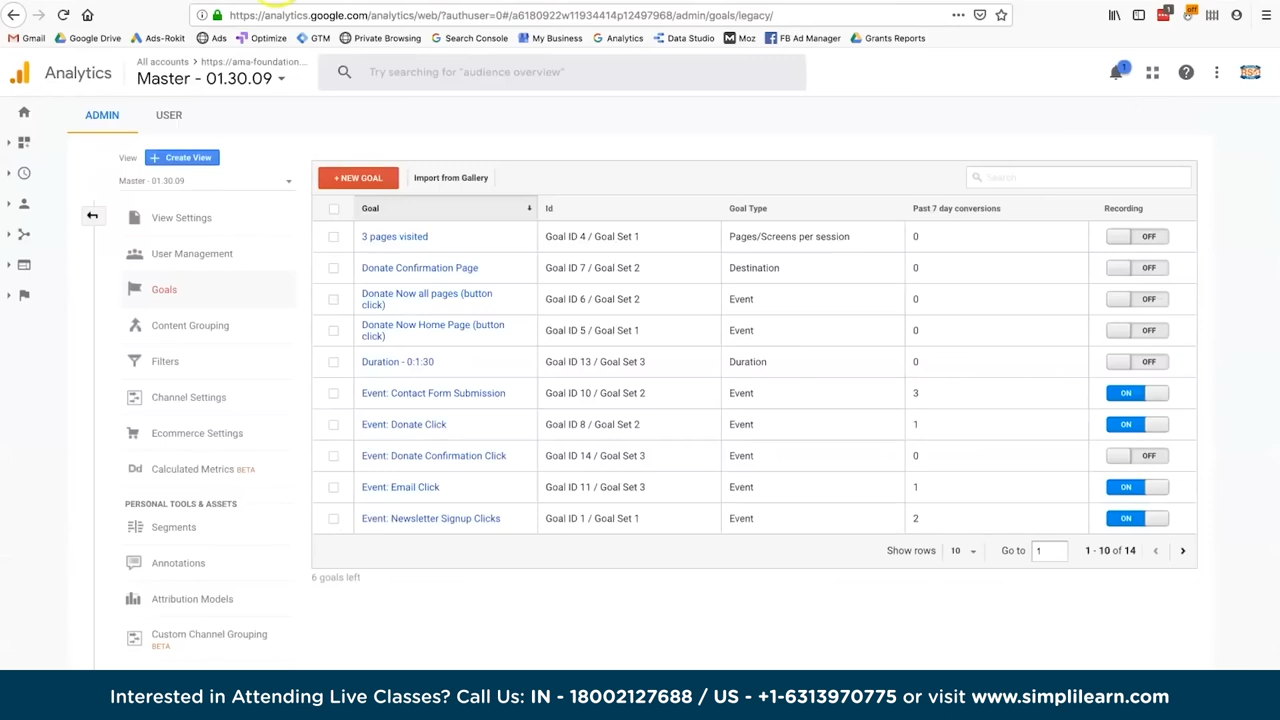 https://analytics.google.com/analytics/web/?authuser=0#/a6180922w11934414p12497968/admin/goals/legacy/
1
off
Gmail Google Drive Ads-Rokit Ads Optimize GTM Private Browsing Search Console My Business Analytics Data Studio Moz FB Ad Manager Grants Reports
Analytics
All accounts > https://ama-foundation...
Master - 01.30.09
Try searching for "audience overview"
1
ADMIN USER
View + Create View
Master - 01.30.09
View Settings
User Management
Goals
Content Grouping
Filters
Channel Settings
Ecommerce Settings
Dd Calculated Metrics BETA
PERSONAL TOOLS & ASSETS
Segments
Annotations
Attribution Models
Custom Channel Grouping
BETA
+ NEW GOAL Import from Gallery Search
Goal Id Goal Type Past 7 day conversions Recording
3 pages visited Goal ID 4 / Goal Set 1 Pages/Screens per session 0 OFF
Donate Confirmation Page Goal ID 7 / Goal Set 2 Destination 0 OFF
Donate Now all pages (button
click) Goal ID 6 / Goal Set 2 Event 0 OFF
Donate Now Home Page (button
click) Goal ID 5 / Goal Set 1 Event 0 OFF
Duration - 0:1:30 Goal ID 13 / Goal Set 3 Duration 0 OFF
Event: Contact Form Submission Goal ID 10 / Goal Set 2 Event 3 ON
Event: Donate Click Goal ID 8 / Goal Set 2 Event 1 ON
Event: Donate Confirmation Click Goal ID 14 / Goal Set 3 Event 0 OFF
Event: Email Click Goal ID 11 / Goal Set 3 Event 1 ON
Event: Newsletter Signup Clicks Goal ID 1 / Goal Set 1 Event 2 ON
Show rows 10 Go to 1 1 - 10 of 14
6 goals left
Interested in Attending Live Classes? Call Us: IN - 18002127688 / US - +1-6313970775 or visit www.simplilearn.com